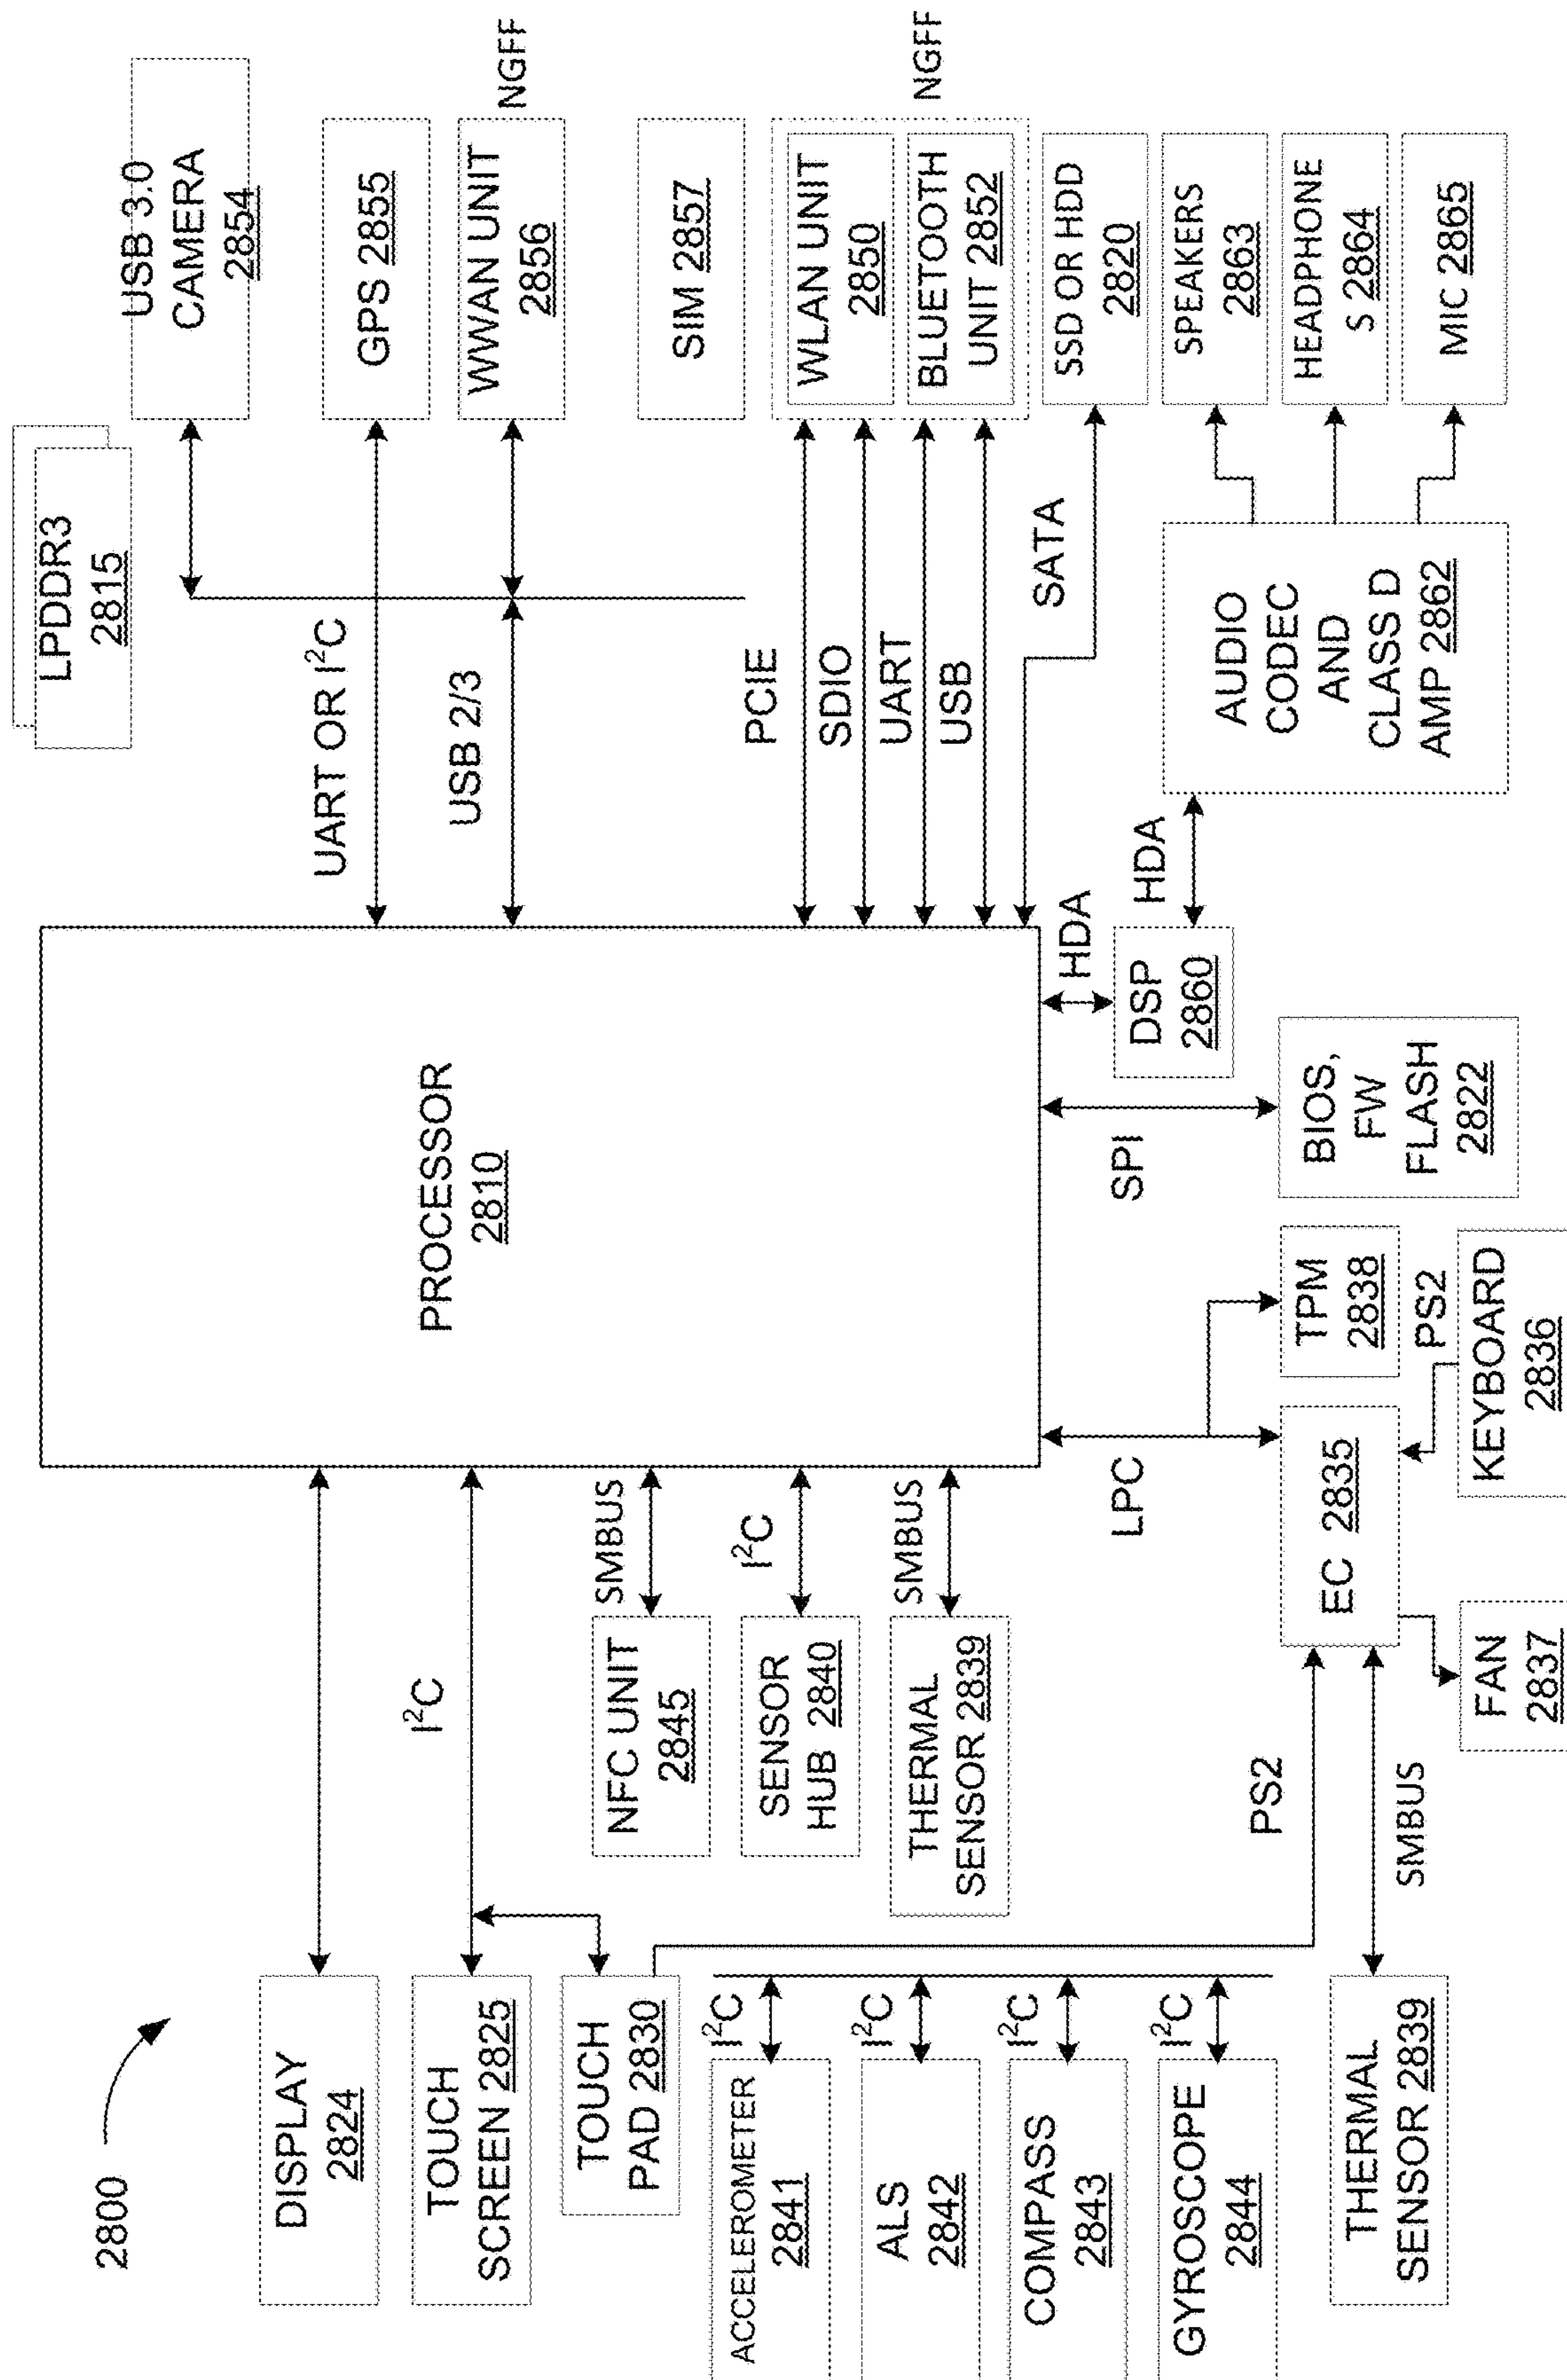 2800
DISPLAY
2824
TOUCH
SCREEN 2825
TOUCH
PAD 2830
I²C
ACCELEROMETER
2841
I²C
ALS
2842
I²C
COMPASS
2843
I²C
GYROSCOPE
2844
I²C
THERMAL
SENSOR 2839
SMBUS
PS2
NFC UNIT
2845
SMBUS
SENSOR
HUB 2840
I²C
THERMAL
SENSOR 2839
SMBUS
PROCESSOR
2810
LPC
EC 2835
FAN
2837
TPM
2838
PS2
KEYBOARD
2836
SPI
BIOS,
FW
FLASH
2822
HDA
DSP
2860
HDA
AUDIO
CODEC
AND
CLASS D
AMP 2862
LPDDR3
2815
UART OR I²C
USB 2/3
PCIE
SDIO
UART
USB
SATA
USB 3.0
CAMERA
2854
GPS 2855
WWAN UNIT
2856
NGFF
SIM 2857
WLAN UNIT
2850
BLUETOOTH
UNIT 2852
NGFF
SSD OR HDD
2820
SPEAKERS
2863
HEADPHONE
S 2864
MIC 2865